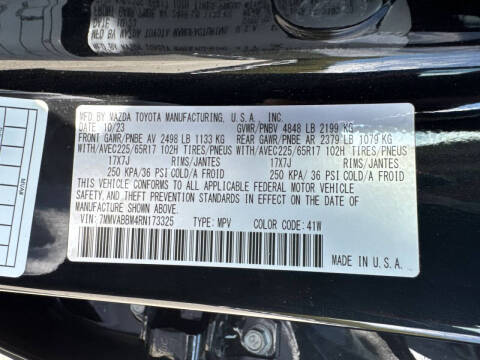 MFD BY MAZDA TOYOTA MANUFACTURING, U.S.A., INC.
DATE 10/23 GVWR/PNBV 4848 LB 2199 KG
FRONT GAWR/PNBE AV 2498 LB 1133 KG REAR GAWR/PNBE AR 2379 LB 1079 KG
WITH/AVEC225/65R17 102H TIRES/PNEUS WITH/AVEC225/65R17 102H TIRES/PNEUS
17X7J RIMS/JANTES 17X7J RIMS/JANTES
250 KPA/36 PSI COLD/A FROID 250 KPA/36 PSI COLD/A FROID
THIS VEHICLE CONFORMS TO ALL APPLICABLE FEDERAL MOTOR VEHICLE
SAFETY, AND THEFT PREVENTION STANDARDS IN EFFECT ON THE DATE OF
MANUFACTURE SHOWN ABOVE.
VIN: 7MMVABBM4RN173325 TYPE: MPV COLOR CODE: 41W
MADE IN U.S.A.